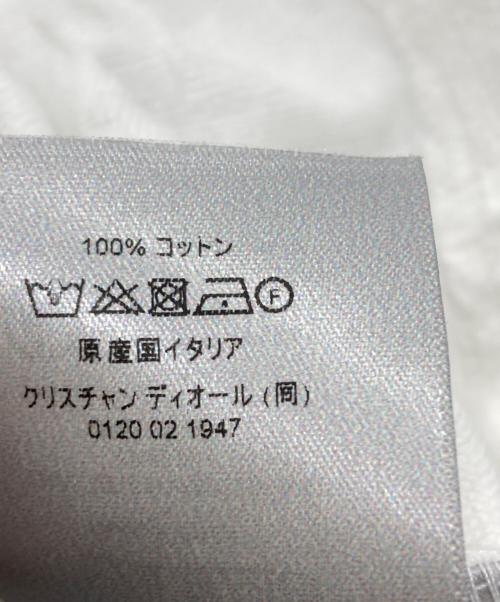 100% コットン
F
原産国イタリア
クリスチャン ディオール (同)
0120 02 1947